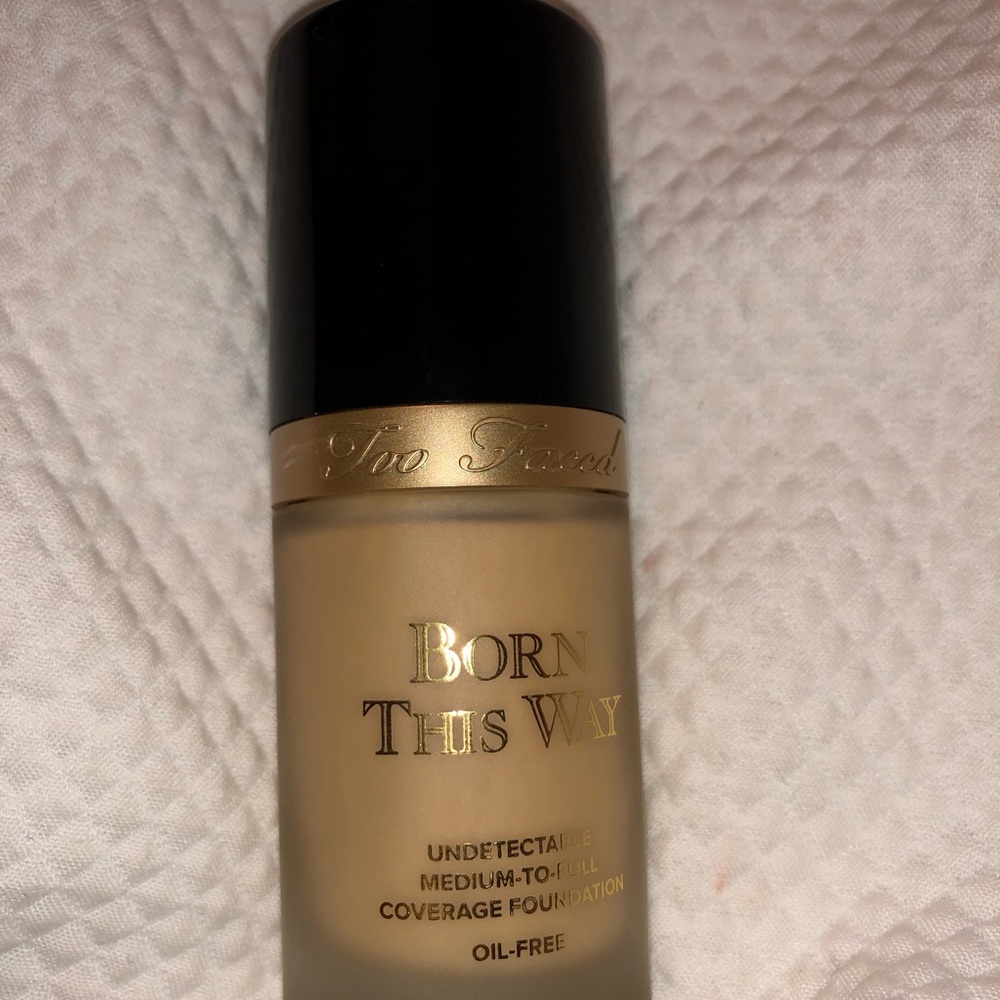 Too Faced
BORN
THIS WAY
UNDETECTABLE
MEDIUM-TO-FULL
COVERAGE FOUNDATION
OIL-FREE